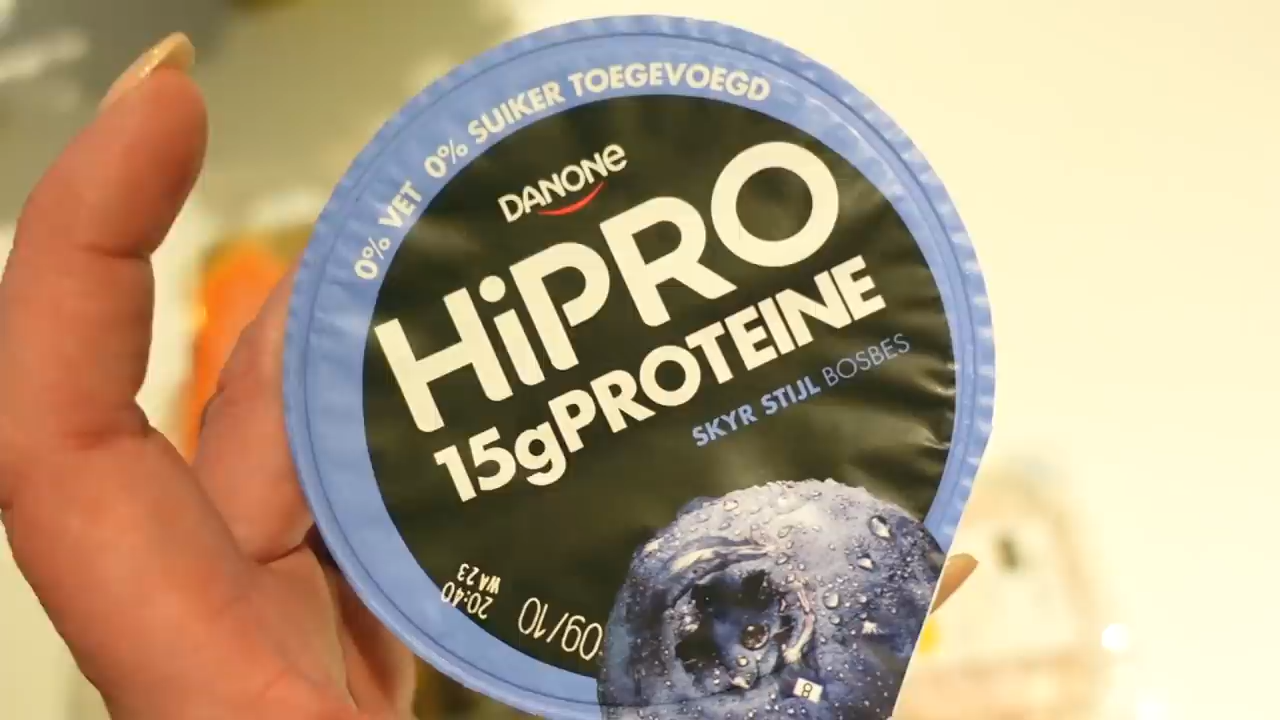 0% VET 0% SUIKER TOEGEVOEGD
DANONE
HiPRO
15gPROTEINE
SKYR STIJL BOSBES
09/10
20:40
WA 23